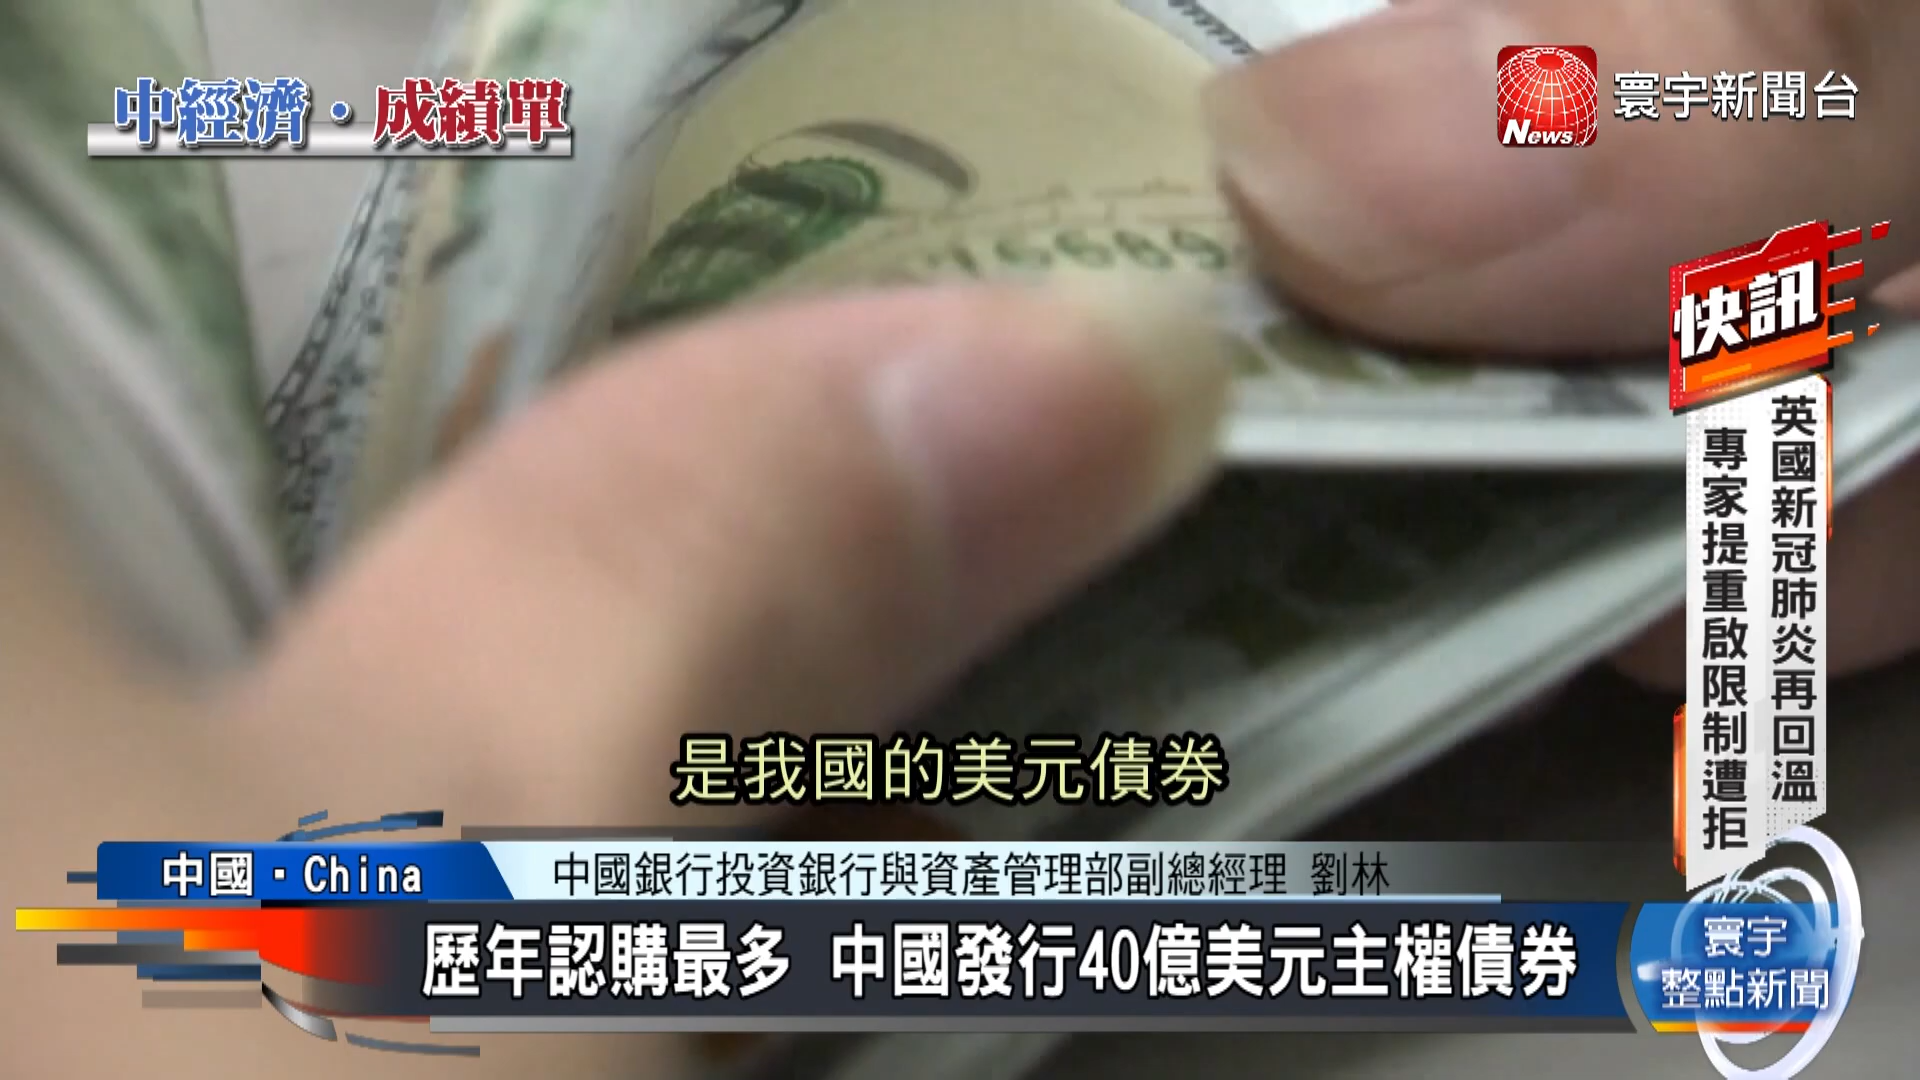 中經濟·成績單
News 寰宇新聞台
快訊
英國新冠肺炎再回溫
專家提重啟限制遭拒
16689
是我國的美元債券
中國·China
中國銀行投資銀行與資產管理部副總經理 劉林
歷年認購最多 中國發行40億美元主權債券
寰宇
整點新聞